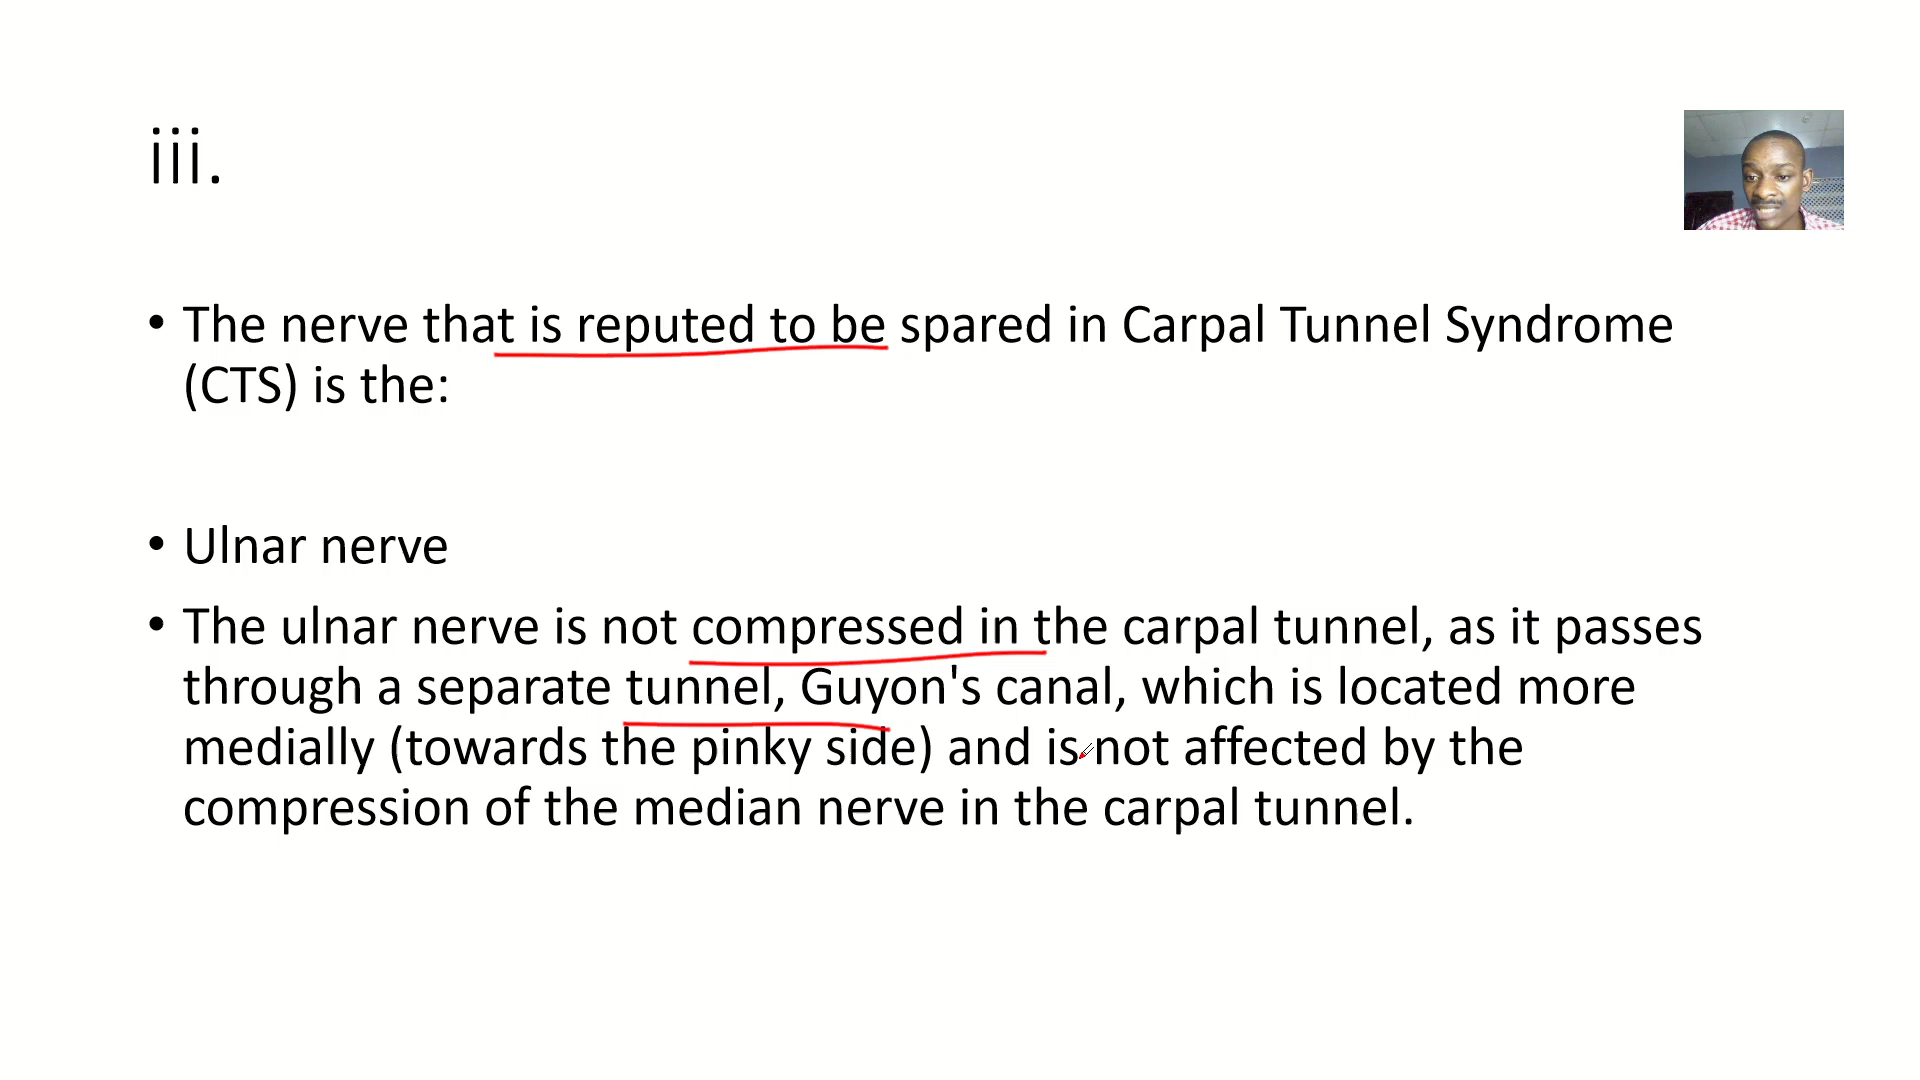 iii.
• The nerve that is reputed to be spared in Carpal Tunnel Syndrome
(CTS) is the:
• Ulnar nerve
• The ulnar nerve is not compressed in the carpal tunnel, as it passes
through a separate tunnel, Guyon's canal, which is located more
medially (towards the pinky side) and is not affected by the
compression of the median nerve in the carpal tunnel.